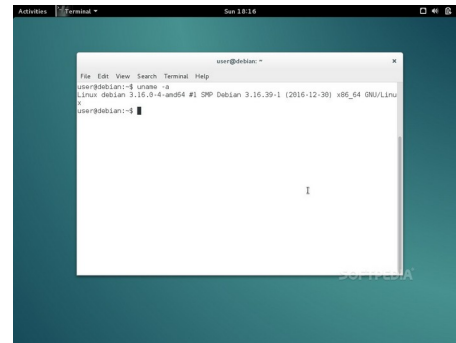 Activities Terminal Sun 18:16
user@debian: ~ ×
File Edit View Search Terminal Help
user@debian:~$ uname -a
Linux debian 3.16.0-4-amd64 #1 SMP Debian 3.16.39-1 (2016-12-30) x86_64 GNU/Linu
x
user@debian:~$
SOFTPEDIA